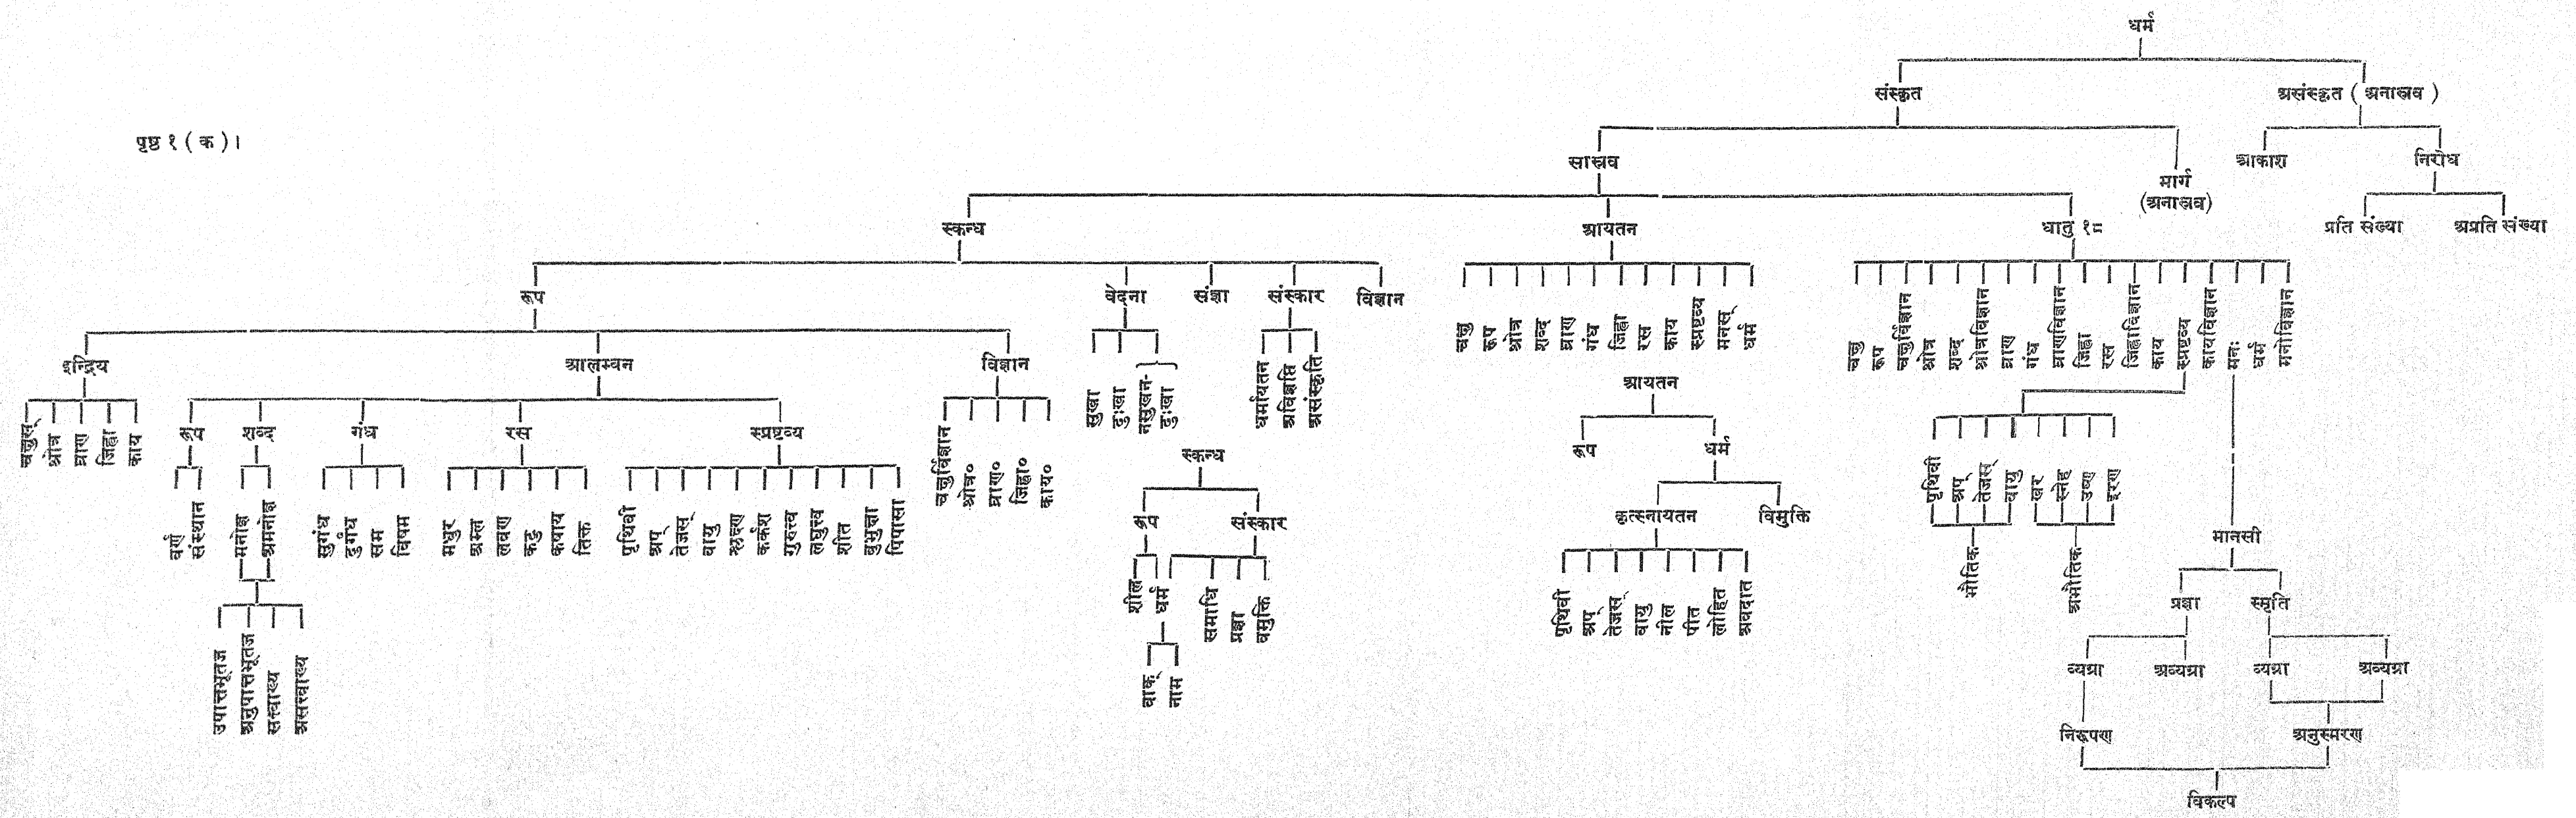 धर्म
संस्कृत
असंस्कृत ( अनास्रव )
पृष्ठ १ ( क ) ।
सास्रव
मार्ग
(अनास्रव)
आकाश
निरोध
प्रति संख्या
अप्रति संख्या
स्कन्ध
आयतन
धातु १८
रूप
वेदना
संज्ञा
संस्कार
विज्ञान
इन्द्रिय
आलम्बन
विज्ञान
चक्षुस्
श्रोत्र
घ्राण
जिह्वा
काय
रूप
शब्द
गंध
रस
स्प्रष्टव्य
वर्ण
संस्थान
मनोज्ञ
अमनोज्ञ
उपात्तभूतज
अनुपात्तभूतज
सत्त्वाख्य
असत्त्वाख्य
सुगंध
दुर्गंध
सम
विषम
मधुर
अम्ल
लवण
कटु
कषाय
तिक्त
पृथिवी
अप्
तेजस्
वायु
श्लक्ष्ण
कर्कश
गुरुत्त्व
लघुत्त्व
शीत
बुभुक्षा
पिपासा
चक्षुर्विज्ञान
श्रोत्र०
घ्राण०
जिह्वा०
काय०
सुखा
दुःखा
नसुखन-
दुःखा
धर्मायतन
अविज्ञप्ति
असंस्कृति
स्कन्ध
रूप
संस्कार
शील
धर्म
समाधि
प्रज्ञा
वमुक्ति
वाक्
नाम
चक्षु
रूप
श्रोत्र
शब्द
घ्राण
गंध
जिह्वा
रस
काय
स्प्रष्टव्य
मनस्
धर्म
आयतन
रूप
धर्म
कृत्स्नायतन
विमुक्ति
पृथिवी
अप्
तेजस्
वायु
नील
पीत
लोहित
अवदात
चक्षु
रूप
चक्षुर्विज्ञान
श्रोत्र
शब्द
श्रोत्रविज्ञान
घ्राण
गंध
घ्राणविज्ञान
जिह्वा
रस
जिह्वाविज्ञान
काय
स्प्रष्टव्य
कायविज्ञान
मनः
धर्म
मनोविज्ञान
पृथिवी
अप्
तेजस्
वायु
खर
स्नेह
उष्ण
इरण
भौतिक
अभौतिक
मानसी
प्रज्ञा
स्मृति
व्यग्रा
अव्यग्रा
व्यग्रा
अव्यग्रा
निरूपण
अनुस्मरण
विकल्प